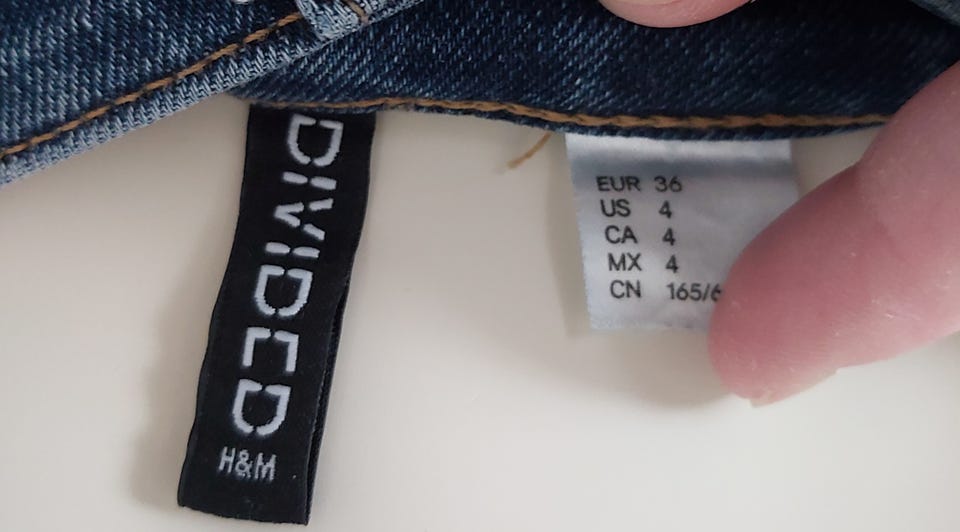 DIVIDED
H&M
EUR 36
US 4
CA 4
MX 4
CN 165/6